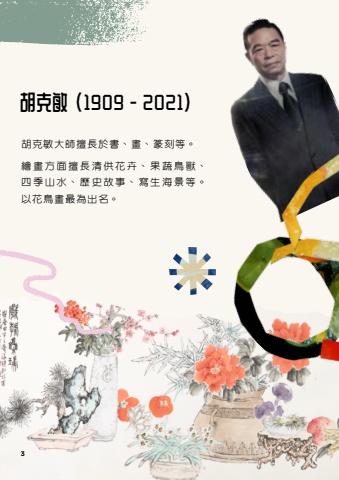 胡克敏（1909 - 2021）
胡克敏大師擅長於書、畫、篆刻等。
繪畫方面擅長清供花卉、果蔬鳥獸、
四季山水、歷史故事、寫生海景等。
以花鳥畫最為出名。
3